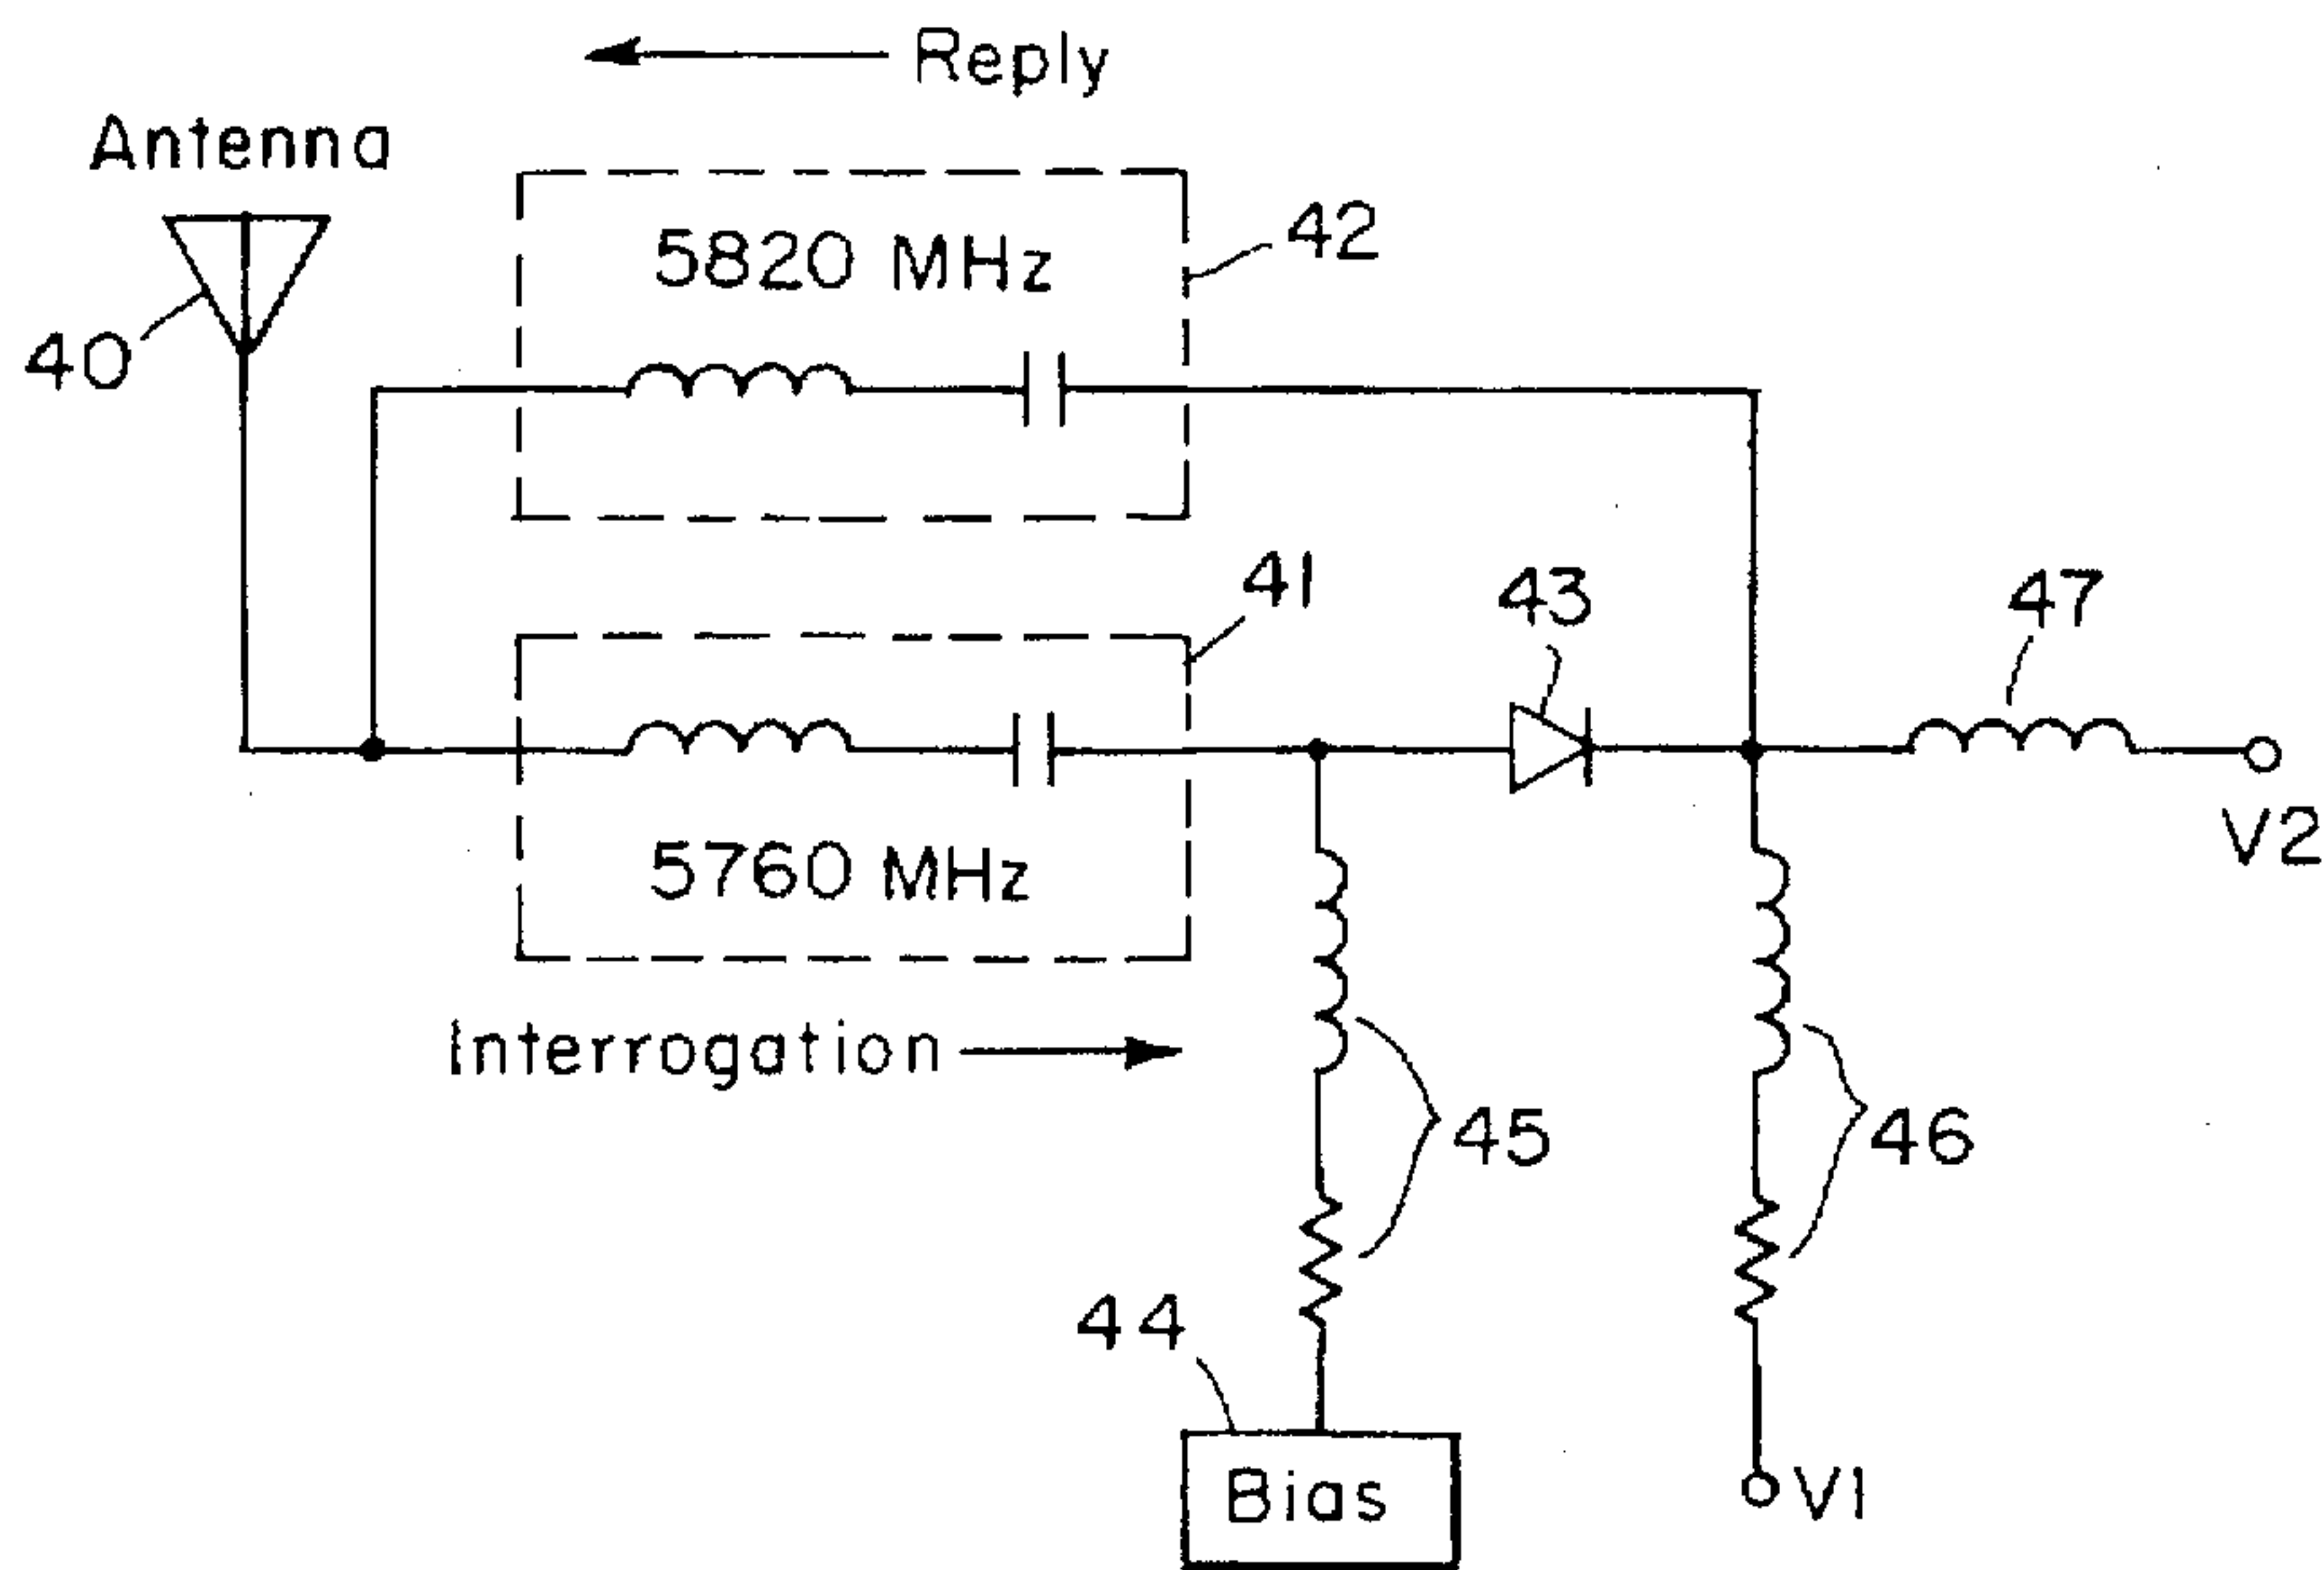 Reply
Antenna
42
5820 MHz
40
41
43
47
V2
5760 MHz
Interrogation
45
46
44
Bias
V1